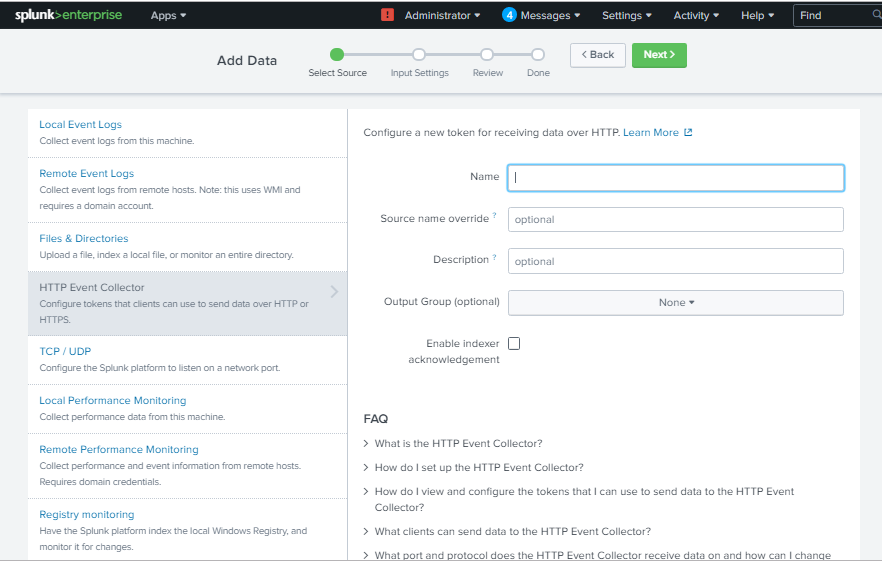 splunk>enterprise Apps ! Administrator 4 Messages Settings Activity Help Find
Add Data
Select Source Input Settings Review Done
< Back Next >
Local Event Logs
Collect event logs from this machine.
Remote Event Logs
Collect event logs from remote hosts. Note: this uses WMI and
requires a domain account.
Files & Directories
Upload a file, index a local file, or monitor an entire directory.
HTTP Event Collector
Configure tokens that clients can use to send data over HTTP or
HTTPS.
TCP / UDP
Configure the Splunk platform to listen on a network port.
Local Performance Monitoring
Collect performance data from this machine.
Remote Performance Monitoring
Collect performance and event information from remote hosts.
Requires domain credentials.
Registry monitoring
Have the Splunk platform index the local Windows Registry, and
monitor it for changes.
Configure a new token for receiving data over HTTP. Learn More
Name
Source name override ? optional
Description ? optional
Output Group (optional) None
Enable indexer
acknowledgement
FAQ
> What is the HTTP Event Collector?
> How do I set up the HTTP Event Collector?
> How do I view and configure the tokens that I can use to send data to the HTTP Event
Collector?
> What clients can send data to the HTTP Event Collector?
> What port and protocol does the HTTP Event Collector receive data on and how can I change